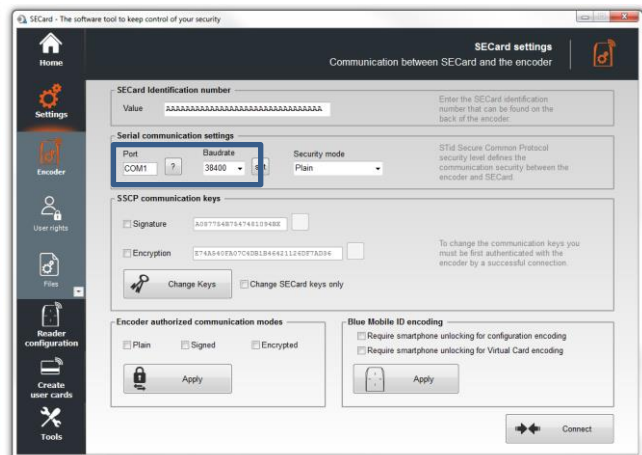 SECard - The software tool to keep control of your security
Home
SECard settings
Communication between SECard and the encoder
Settings
Encoder
User rights
Files
Reader
configuration
Create
user cards
Tools
SECard Identification number
Value AAAAAAAAAAAAAAAAAAAAAAAAAAAAAAAA
Enter the SECard identification
number that can be found on the
back of the encoder.
Serial communication settings
Port Baudrate Security mode
COM1 ? 38400 Plain
STid Secure Common Protocol
security level defines the
communication security between the
encoder and SECard.
SSCP communication keys
Signature
Encryption
To change the communication keys you
must be first authenticated with the
encoder by a successful connection.
Change Keys Change SECard keys only
Encoder authorized communication modes
Plain Signed Encrypted
Apply
Blue Mobile ID encoding
Require smartphone unlocking for configuration encoding
Require smartphone unlocking for Virtual Card encoding
Apply
Connect